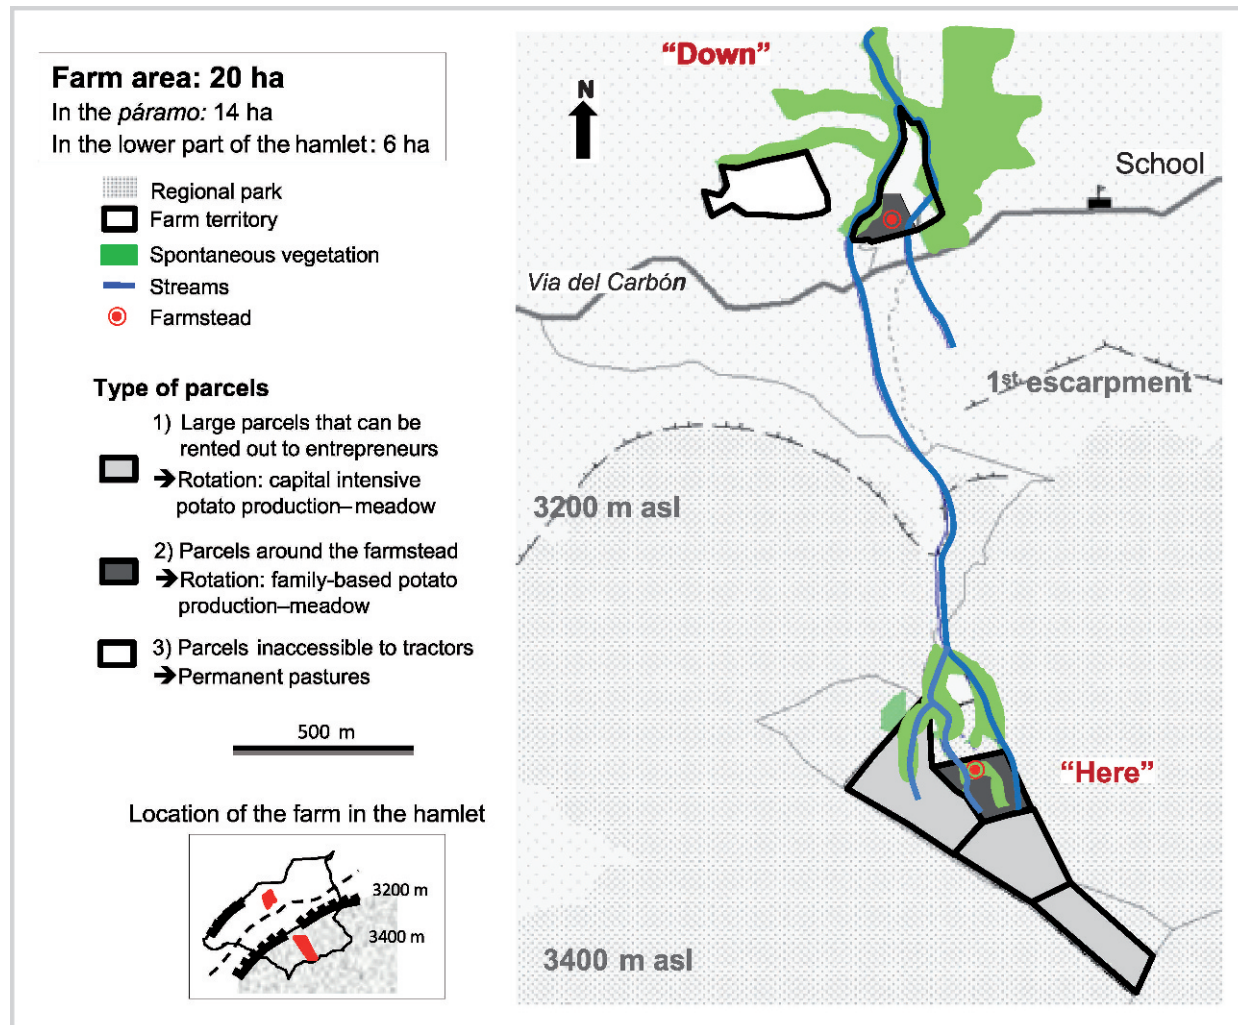 Farm area: 20 ha
In the páramo: 14 ha
In the lower part of the hamlet: 6 ha
Regional park
Farm territory
Spontaneous vegetation
Streams
Farmstead
Type of parcels
1) Large parcels that can be
rented out to entrepreneurs
➔Rotation: capital intensive
potato production–meadow
2) Parcels around the farmstead
➔Rotation: family-based potato
production–meadow
3) Parcels inaccessible to tractors
➔Permanent pastures
500 m
Location of the farm in the hamlet
3200 m
3400 m
“Down”
N
School
Via del Carbón
1st escarpment
3200 m asl
“Here”
3400 m asl